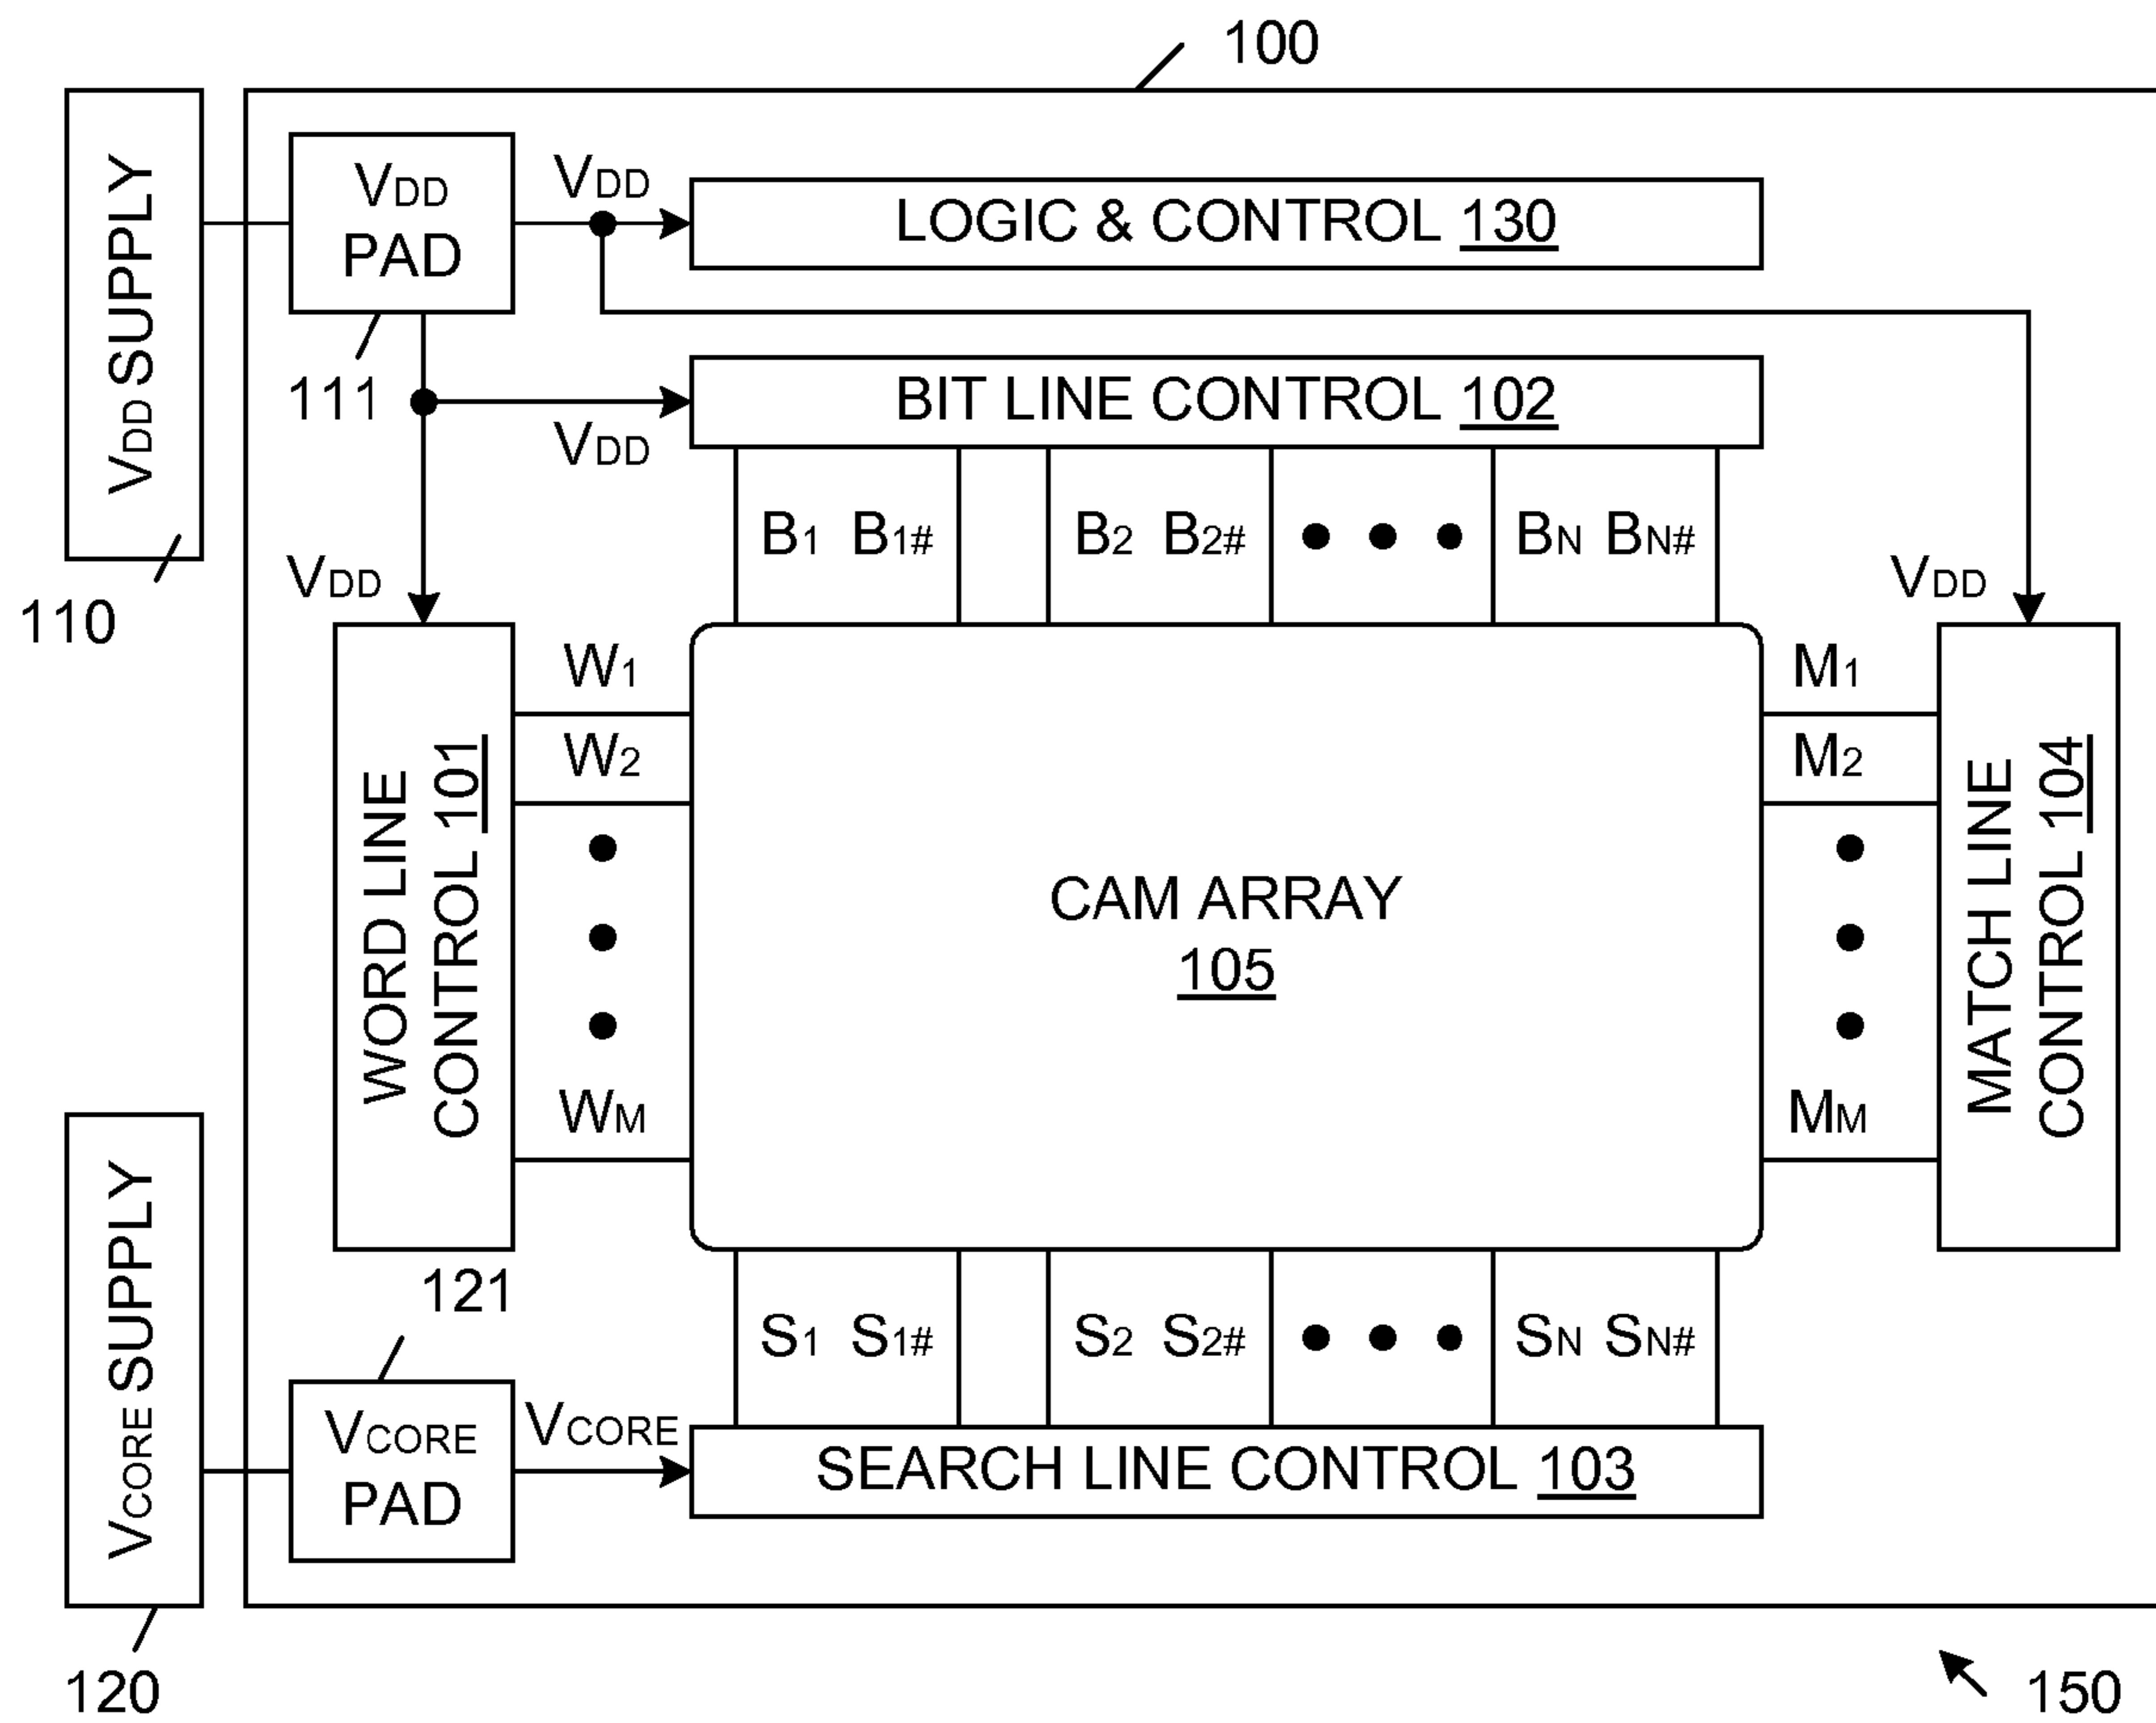 100
VDD SUPPLY
110
VDD
PAD
111
VDD
LOGIC & CONTROL 130
VDD
BIT LINE CONTROL 102
B1 B1# B2 B2# • • • BN BN#
VDD
VDD
WORD LINE
CONTROL 101
W1
W2
•
•
•
WM
CAM ARRAY
105
M1
M2
•
•
•
MM
MATCH LINE
CONTROL 104
S1 S1# S2 S2# • • • SN SN#
121
VCORE SUPPLY
120
VCORE
PAD
VCORE
SEARCH LINE CONTROL 103
150